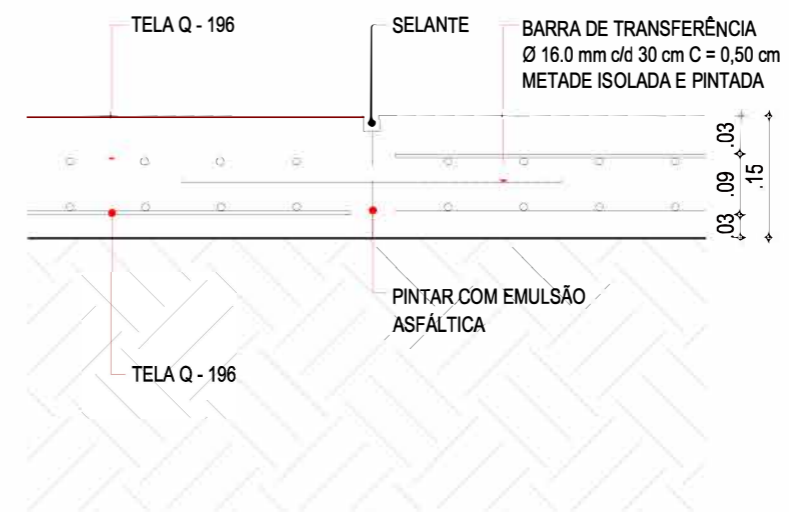 TELA Q - 196
SELANTE
BARRA DE TRANSFERÊNCIA
Ø 16.0 mm c/d 30 cm C = 0,50 cm
METADE ISOLADA E PINTADA
.03
.09
.15
.03
PINTAR COM EMULSÃO
ASFÁLTICA
TELA Q - 196